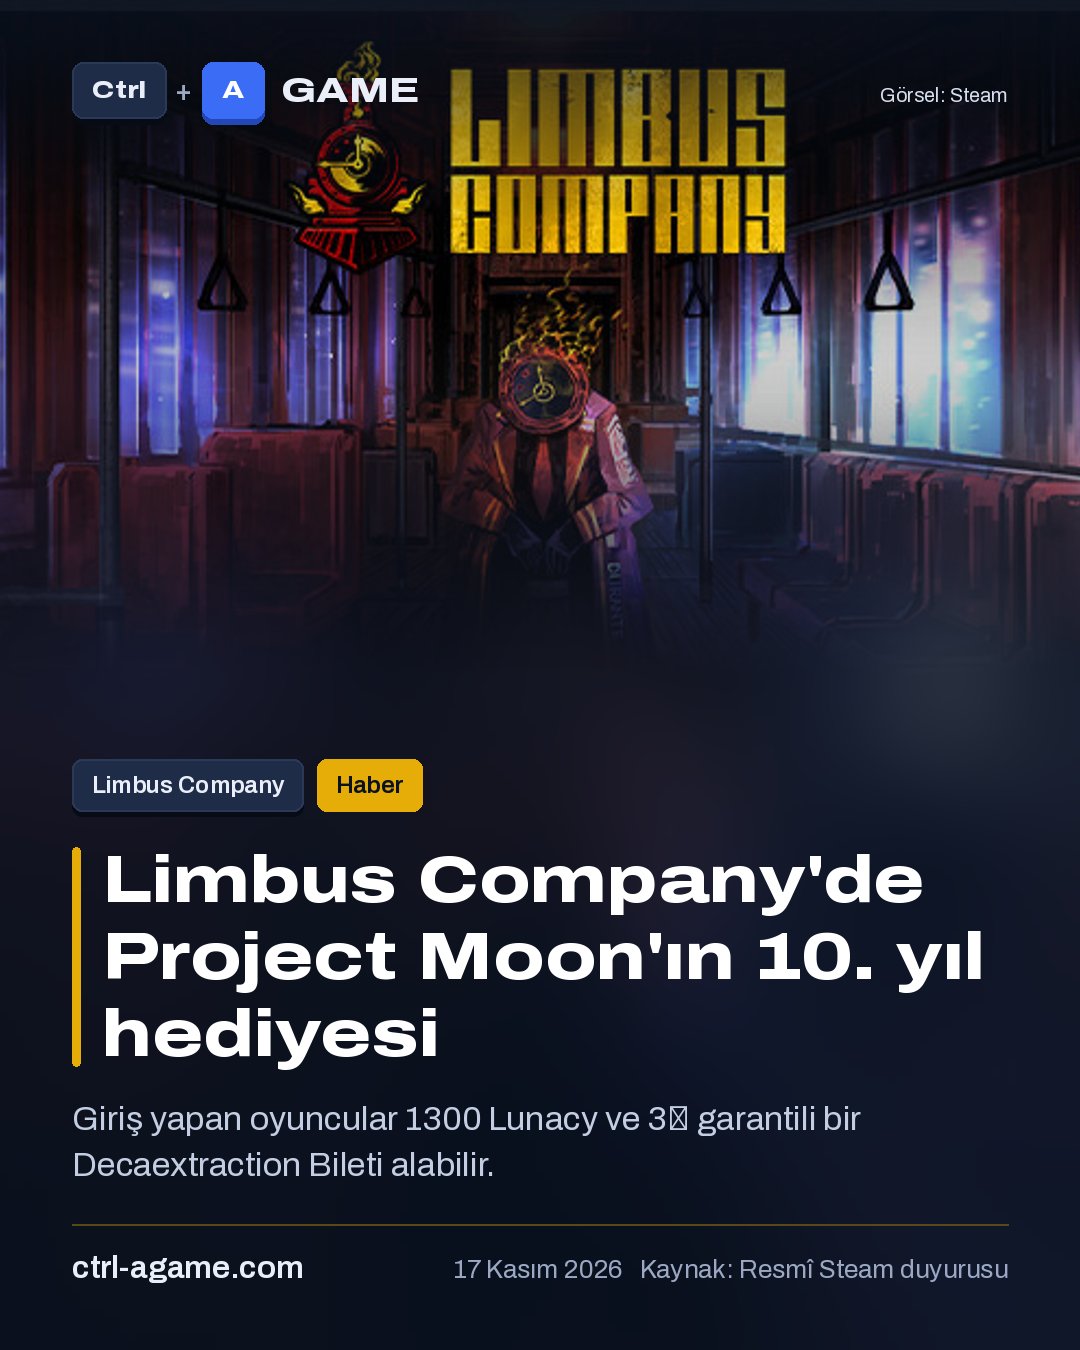 Ctrl + A GAME
Görsel: Steam
LIMBUS
COMPANY
Limbus Company
Haber
Limbus Company'de
Project Moon'ın 10. yıl
hediyesi
Giriş yapan oyuncular 1300 Lunacy ve 3 garantili bir
Decaextraction Bileti alabilir.
ctrl-agame.com
17 Kasım 2026 Kaynak: Resmî Steam duyurusu